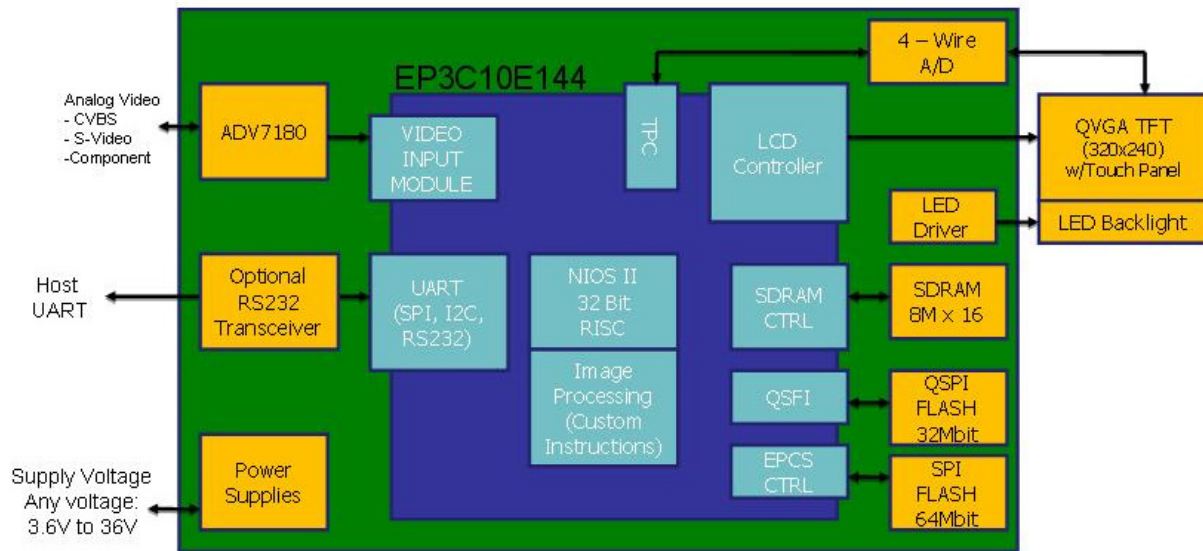 EP3C10E144
4 – Wire
A/D
Analog Video
- CVBS
- S-Video
-Component
ADV7180
VIDEO
INPUT
MODULE
TPC
LCD
Controller
QVGA TFT
(320x240)
w/Touch Panel
LED
Driver
LED Backlight
Host
UART
Optional
RS232
Transceiver
UART
(SPI, I2C,
RS232)
NIOS II
32 Bit
RISC
SDRAM
CTRL
SDRAM
8M x 16
Image
Processing
(Custom
Instructions)
QSFI
QSPI
FLASH
32Mbit
Supply Voltage
Any voltage:
3.6V to 36V
Power
Supplies
EPCS
CTRL
SPI
FLASH
64Mbit